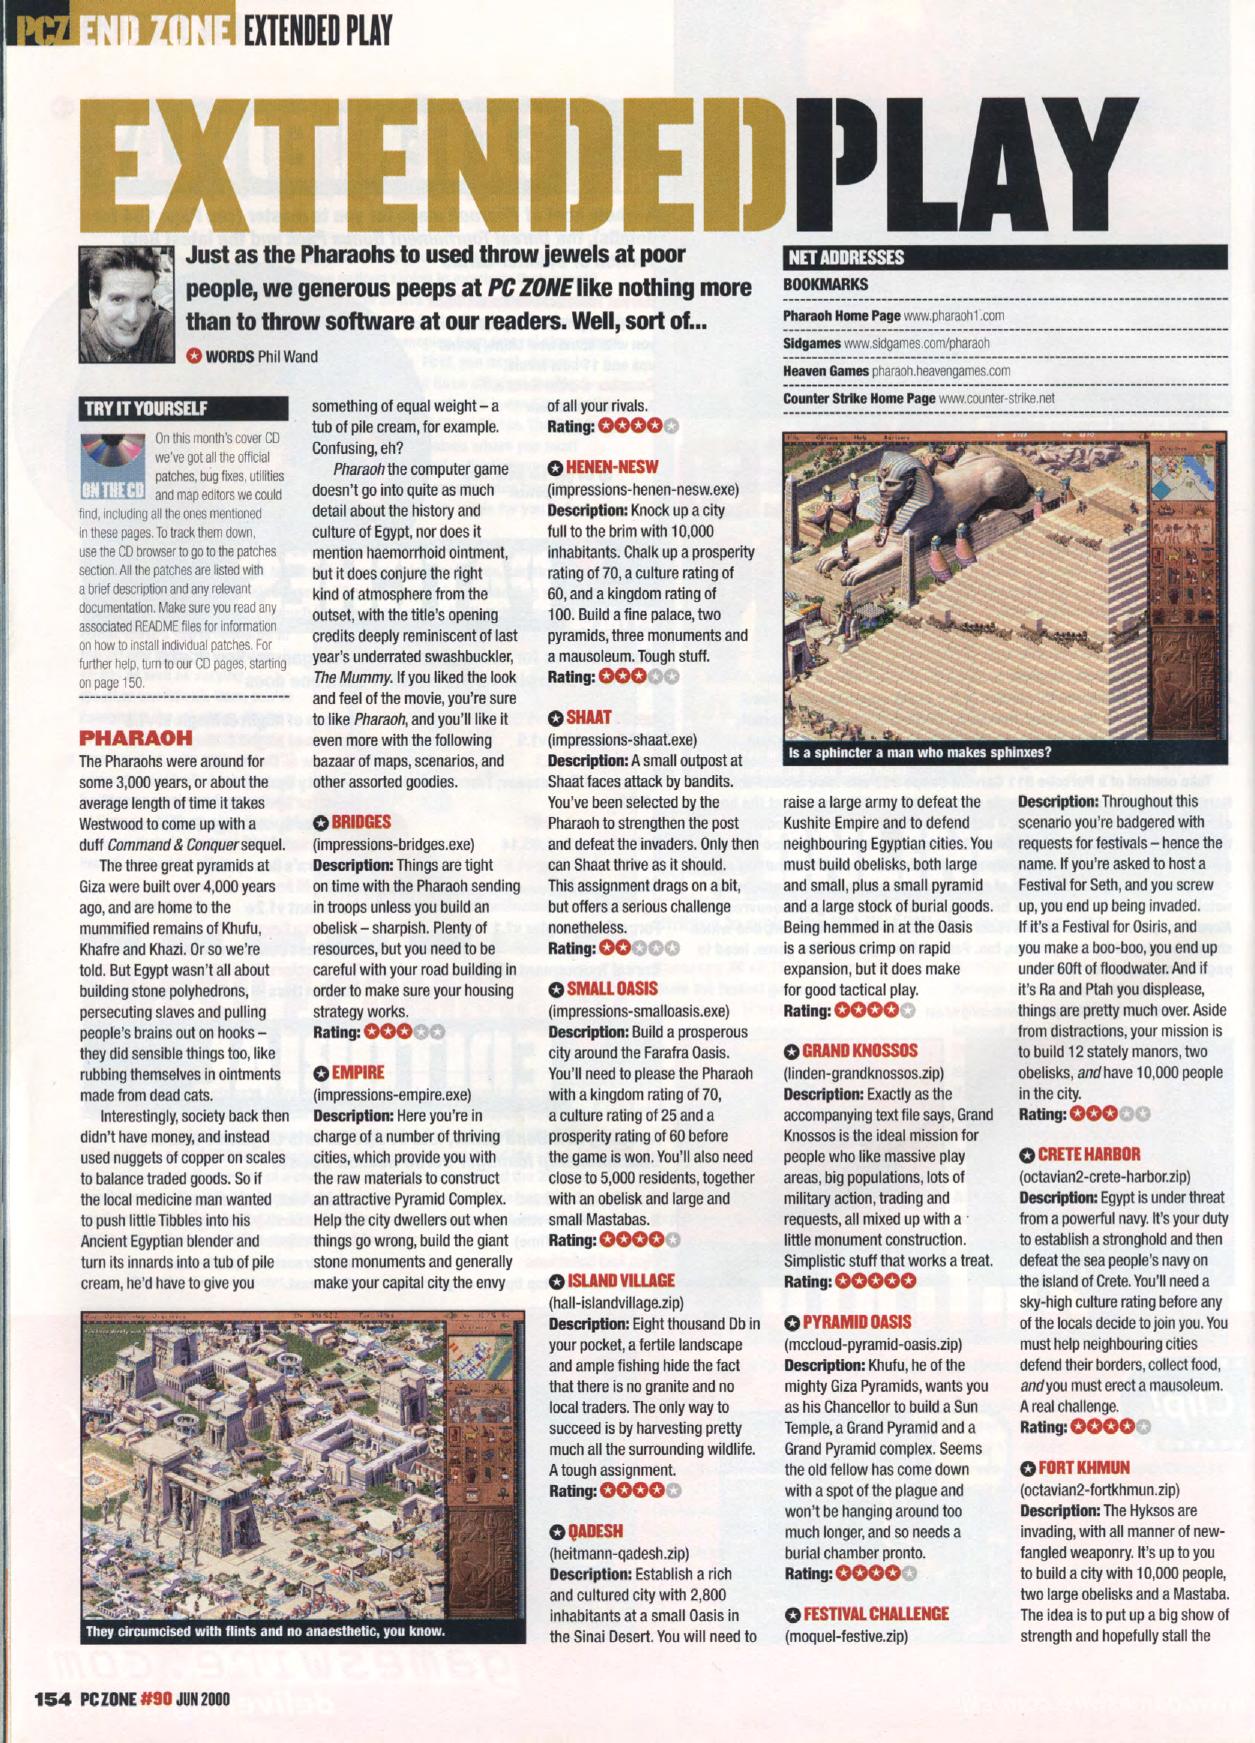 PCZ END ZONE EXTENDED PLAY
EXTENDEDPLAY
Just as the Pharaohs to used throw jewels at poor
people, we generous peeps at PC ZONE like nothing more
than to throw software at our readers. Well, sort of...
WORDS Phil Wand
NET ADDRESSES
BOOKMARKS
Pharaoh Home Page www.pharaoh1.com
Sidgames www.sidgames.com/pharaoh
Heaven Games pharaoh.heavengames.com
Counter Strike Home Page www.counter-strike.net
TRY IT YOURSELF
ON THE CD
On this month's cover CD
we've got all the official
patches, bug fixes, utilities
and map editors we could
find, including all the ones mentioned
in these pages. To track them down,
use the CD browser to go to the patches
section. All the patches are listed with
a brief description and any relevant
documentation. Make sure you read any
associated README files for information
on how to install individual patches. For
further help, turn to our CD pages, starting
on page 150.
PHARAOH
The Pharaohs were around for
some 3,000 years, or about the
average length of time it takes
Westwood to come up with a
duff Command & Conquer sequel.
The three great pyramids at
Giza were built over 4,000 years
ago, and are home to the
mummified remains of Khufu,
Khafre and Khazi. Or so we're
told. But Egypt wasn't all about
building stone polyhedrons,
persecuting slaves and pulling
people's brains out on hooks –
they did sensible things too, like
rubbing themselves in ointments
made from dead cats.
Interestingly, society back then
didn't have money, and instead
used nuggets of copper on scales
to balance traded goods. So if
the local medicine man wanted
to push little Tibbles into his
Ancient Egyptian blender and
turn its innards into a tub of pile
cream, he'd have to give you
something of equal weight – a
tub of pile cream, for example.
Confusing, eh?
Pharaoh the computer game
doesn't go into quite as much
detail about the history and
culture of Egypt, nor does it
mention haemorrhoid ointment,
but it does conjure the right
kind of atmosphere from the
outset, with the title's opening
credits deeply reminiscent of last
year's underrated swashbuckler,
The Mummy. If you liked the look
and feel of the movie, you're sure
to like Pharaoh, and you'll like it
even more with the following
bazaar of maps, scenarios, and
other assorted goodies.
BRIDGES
(impressions-bridges.exe)
Description: Things are tight
on time with the Pharaoh sending
in troops unless you build an
obelisk – sharpish. Plenty of
resources, but you need to be
careful with your road building in
order to make sure your housing
strategy works.
Rating:
EMPIRE
(impressions-empire.exe)
Description: Here you're in
charge of a number of thriving
cities, which provide you with
the raw materials to construct
an attractive Pyramid Complex.
Help the city dwellers out when
things go wrong, build the giant
stone monuments and generally
make your capital city the envy
of all your rivals.
Rating:
HENEN-NESW
(impressions-henen-nesw.exe)
Description: Knock up a city
full to the brim with 10,000
inhabitants. Chalk up a prosperity
rating of 70, a culture rating of
60, and a kingdom rating of
100. Build a fine palace, two
pyramids, three monuments and
a mausoleum. Tough stuff.
Rating:
SHAAT
(impressions-shaat.exe)
Description: A small outpost at
Shaat faces attack by bandits.
You've been selected by the
Pharaoh to strengthen the post
and defeat the invaders. Only then
can Shaat thrive as it should.
This assignment drags on a bit,
but offers a serious challenge
nonetheless.
Rating:
SMALL OASIS
(impressions-smalloasis.exe)
Description: Build a prosperous
city around the Farafra Oasis.
You'll need to please the Pharaoh
with a kingdom rating of 70,
a culture rating of 25 and a
prosperity rating of 60 before
the game is won. You'll also need
close to 5,000 residents, together
with an obelisk and large and
small Mastabas.
Rating:
ISLAND VILLAGE
(hall-islandvillage.zip)
Description: Eight thousand Db in
your pocket, a fertile landscape
and ample fishing hide the fact
that there is no granite and no
local traders. The only way to
succeed is by harvesting pretty
much all the surrounding wildlife.
A tough assignment.
Rating:
QADESH
(heitmann-qadesh.zip)
Description: Establish a rich
and cultured city with 2,800
inhabitants at a small Oasis in
the Sinai Desert. You will need to
Is a sphincter a man who makes sphinxes?
raise a large army to defeat the
Kushite Empire and to defend
neighbouring Egyptian cities. You
must build obelisks, both large
and small, plus a small pyramid
and a large stock of burial goods.
Being hemmed in at the Oasis
is a serious crimp on rapid
expansion, but it does make
for good tactical play.
Rating:
GRAND KNOSSOS
(linden-grandknossos.zip)
Description: Exactly as the
accompanying text file says, Grand
Knossos is the ideal mission for
people who like massive play
areas, big populations, lots of
military action, trading and
requests, all mixed up with a
little monument construction.
Simplistic stuff that works a treat.
Rating:
PYRAMID OASIS
(mccloud-pyramid-oasis.zip)
Description: Khufu, he of the
mighty Giza Pyramids, wants you
as his Chancellor to build a Sun
Temple, a Grand Pyramid and a
Grand Pyramid complex. Seems
the old fellow has come down
with a spot of the plague and
won't be hanging around too
much longer, and so needs a
burial chamber pronto.
Rating:
FESTIVAL CHALLENGE
(moquel-festive.zip)
Description: Throughout this
scenario you're badgered with
requests for festivals – hence the
name. If you're asked to host a
Festival for Seth, and you screw
up, you end up being invaded.
If it's a Festival for Osiris, and
you make a boo-boo, you end up
under 60ft of floodwater. And if
it's Ra and Ptah you displease,
things are pretty much over. Aside
from distractions, your mission is
to build 12 stately manors, two
obelisks, and have 10,000 people
in the city.
Rating:
CRETE HARBOR
(octavian2-crete-harbor.zip)
Description: Egypt is under threat
from a powerful navy. It's your duty
to establish a stronghold and then
defeat the sea people's navy on
the island of Crete. You'll need a
sky-high culture rating before any
of the locals decide to join you. You
must help neighbouring cities
defend their borders, collect food,
and you must erect a mausoleum.
A real challenge.
Rating:
FORT KHMUN
(octavian2-fortkhmun.zip)
Description: The Hyksos are
invading, with all manner of new-
fangled weaponry. It's up to you
to build a city with 10,000 people,
two large obelisks and a Mastaba.
The idea is to put up a big show of
strength and hopefully stall the
They circumcised with flints and no anaesthetic, you know.
154 PCZONE #90 JUN 2000